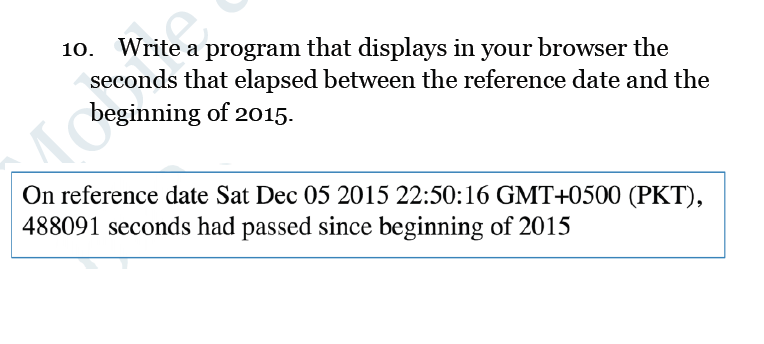 10. Write a program that displays in your browser the
seconds that elapsed between the reference date and the
beginning of 2015.
On reference date Sat Dec 05 2015 22:50:16 GMT+0500 (PKT),
488091 seconds had passed since beginning of 2015